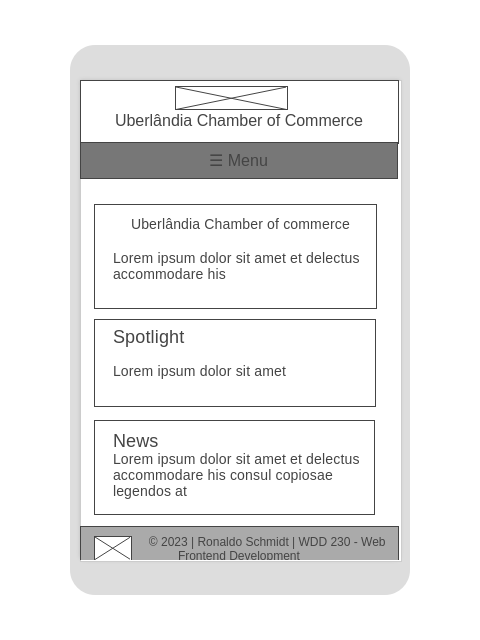 Uberlândia Chamber of Commerce
☰ Menu
Uberlândia Chamber of commerce
Lorem ipsum dolor sit amet et delectus
accommodare his
Spotlight
Lorem ipsum dolor sit amet
News
Lorem ipsum dolor sit amet et delectus
accommodare his consul copiosae
legendos at
© 2023 | Ronaldo Schmidt | WDD 230 - Web
Frontend Development